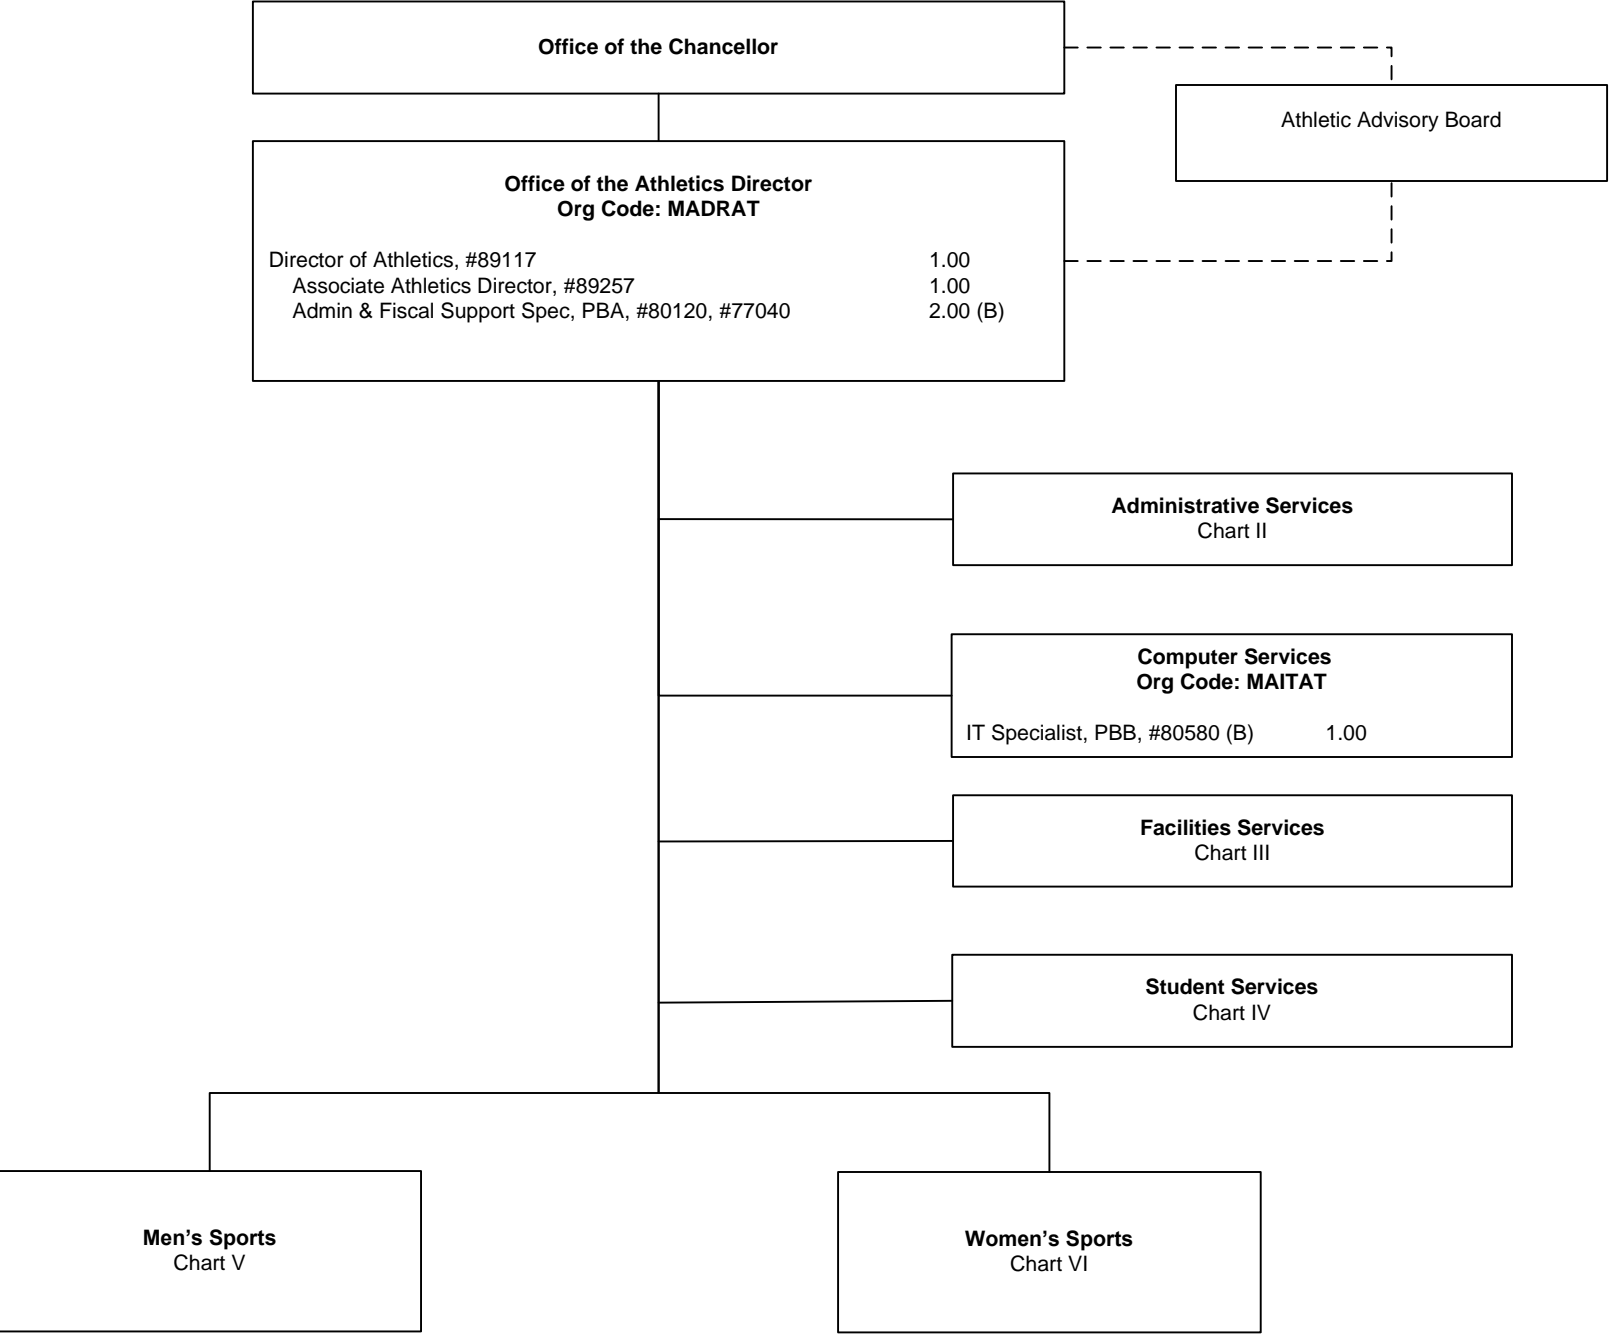 Office of the Chancellor
Athletic Advisory Board
Office of the Athletics Director
Org Code: MADRAT
Director of Athletics, #89117 1.00
Associate Athletics Director, #89257 1.00
Admin & Fiscal Support Spec, PBA, #80120, #77040 2.00 (B)
Administrative Services
Chart II
Computer Services
Org Code: MAITAT
IT Specialist, PBB, #80580 (B) 1.00
Facilities Services
Chart III
Student Services
Chart IV
Men’s Sports
Chart V
Women’s Sports
Chart VI